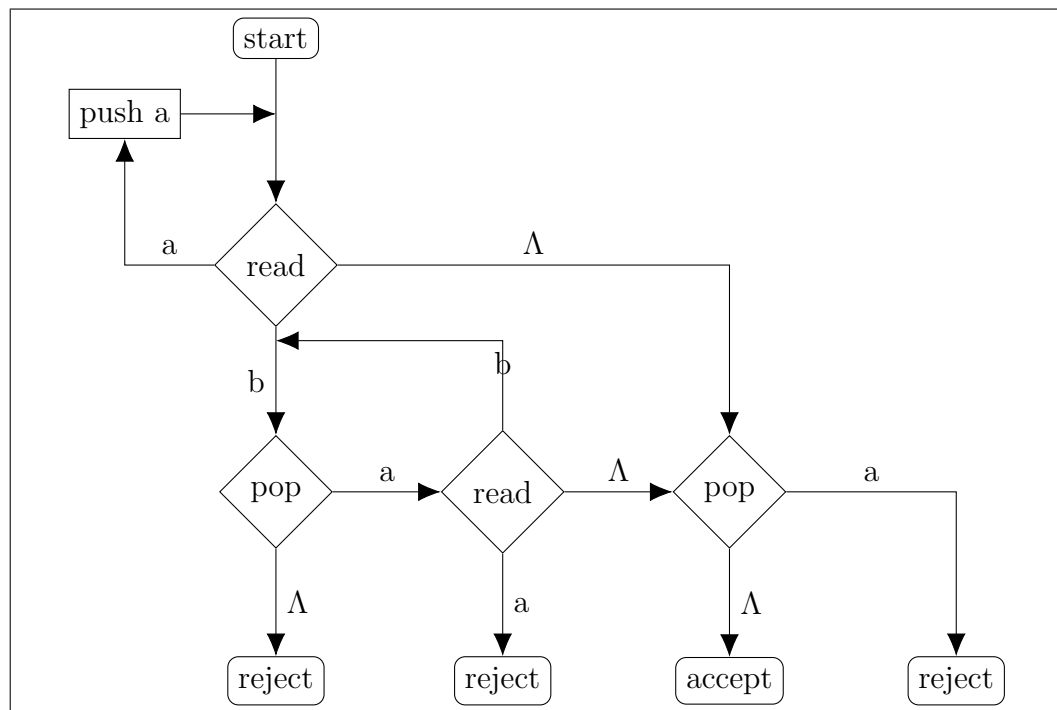 start
push a
a
read
Λ
b
b
pop
a
read
Λ
pop
a
Λ
a
Λ
reject
reject
accept
reject